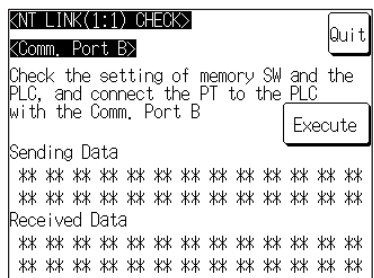 <NT LINK(1:1) CHECK>
Quit
<Comm. Port B>
Check the setting of memory SW and the
PLC, and connect the PT to the PLC
with the Comm. Port B
Execute
Sending Data
** ** ** ** ** ** ** ** ** ** ** **
** ** ** ** ** ** ** ** ** ** ** **
Received Data
** ** ** ** ** ** ** ** ** ** ** **
** ** ** ** ** ** ** ** ** ** ** **